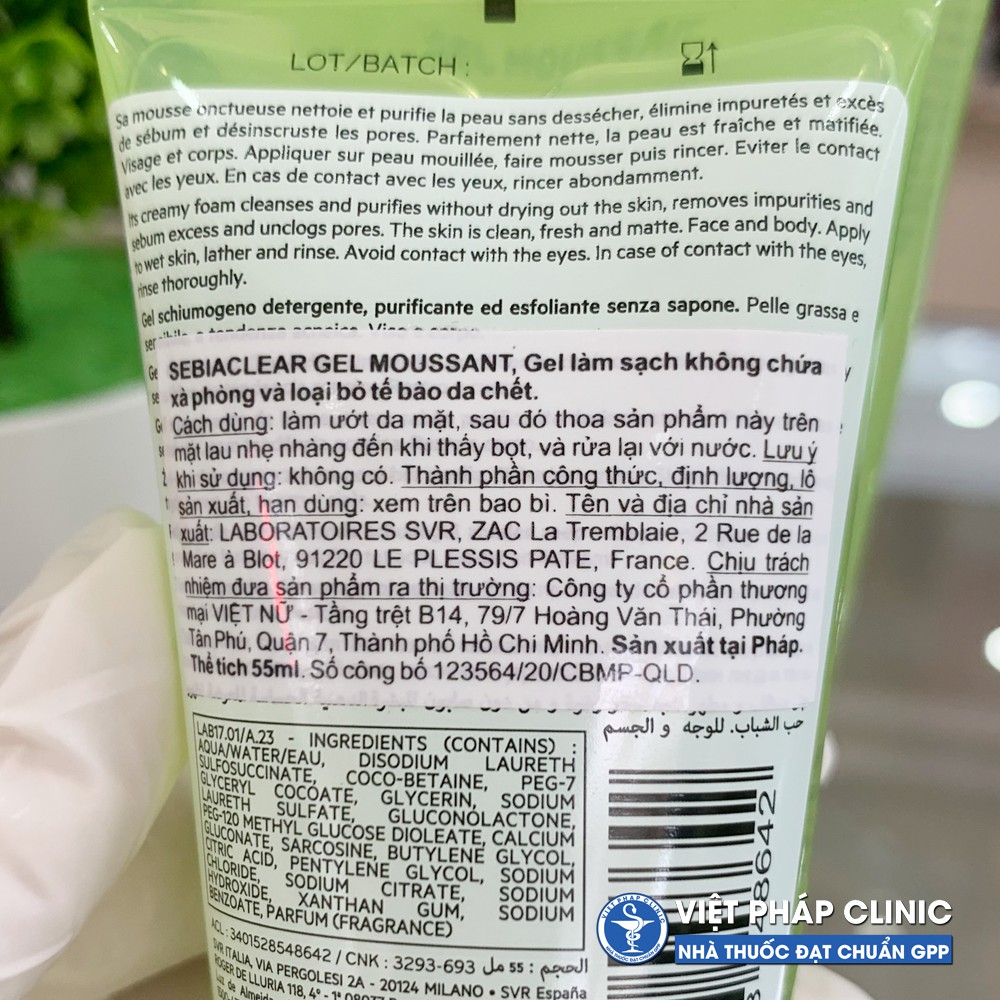 LOT/BATCH :
Sa mousse onctueuse nettoie et purifie la peau sans dessécher, élimine impuretés et excès
de sébum et désincruste les pores. Parfaitement nette, la peau est fraîche et matifiée.
Visage et corps. Appliquer sur peau mouillée, faire mousser puis rincer. Eviter le contact
avec les yeux. En cas de contact avec les yeux, rincer abondamment.
Its creamy foam cleanses and purifies without drying out the skin, removes impurities and
sebum excess and unclogs pores. The skin is clean, fresh and matte. Face and body. Apply
to wet skin, lather and rinse. Avoid contact with the eyes. In case of contact with the eyes,
rinse thoroughly.
Gel schiumogeno detergente, purificante ed esfoliante senza sapone. Pelle grassa e
SEBIACLEAR GEL MOUSSANT, Gel làm sạch không chứa
xà phòng và loại bỏ tế bào da chết.
Cách dùng: làm ướt da mặt, sau đó thoa sản phẩm này trên
mặt lau nhẹ nhàng đến khi thấy bọt, và rửa lại với nước. Lưu ý
khi sử dụng: không có. Thành phần công thức, định lượng, lô
sản xuất, hạn dùng: xem trên bao bì. Tên và địa chỉ nhà sản
xuất: LABORATOIRES SVR, ZAC La Tremblaie, 2 Rue de la
Mare à Blot, 91220 LE PLESSIS PATE, France. Chịu trách
nhiệm đưa sản phẩm ra thị trường: Công ty cổ phần thương
mại VIỆT NỮ - Tầng trệt B14, 79/7 Hoàng Văn Thái, Phường
Tân Phú, Quận 7, Thành phố Hồ Chí Minh. Sản xuất tại Pháp.
Thể tích 55ml. Số công bố 123564/20/CBMP-QLD.
حب الشباب. للوجه و الجسم
LAB17.01/A.23 - INGREDIENTS (CONTAINS) :
AQUA/WATER/EAU, DISODIUM LAURETH
SULFOSUCCINATE, COCO-BETAINE, PEG-7
GLYCERYL COCOATE, GLYCERIN, SODIUM
LAURETH SULFATE, GLUCONOLACTONE,
PEG-120 METHYL GLUCOSE DIOLEATE, CALCIUM
GLUCONATE, SARCOSINE, BUTYLENE GLYCOL,
CITRIC ACID, PENTYLENE GLYCOL, SODIUM
CHLORIDE, SODIUM CITRATE, SODIUM
HYDROXIDE, XANTHAN GUM, SODIUM
BENZOATE, PARFUM (FRAGRANCE)
48642
ACL : 3401528548642 / CNK : 3293-693 الحجم : 55 مل
SVR ITALIA, VIA PERGOLESI 2A - 20124 MILANO • SVR España
ROGER DE LLURIA 118, 4º - 1ª
VIỆT PHÁP CLINIC
NHÀ THUỐC ĐẠT CHUẨN GPP